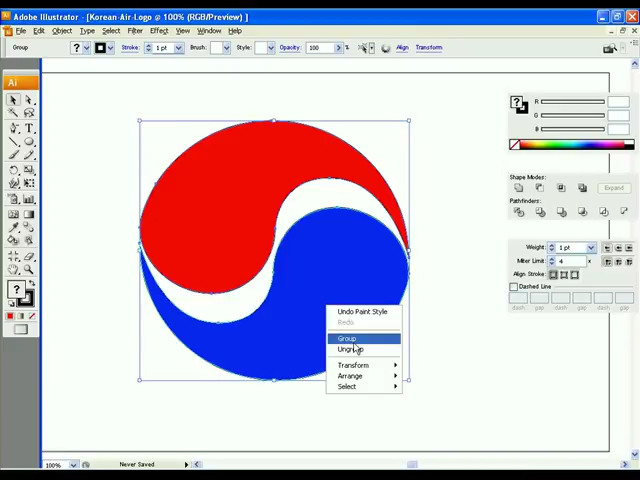 Adobe Illustrator - [Korean-Air-Logo @ 100% (RGB/Preview) ]
File Edit Object Type Select Filter Effect View Window Help
Group Stroke: 1 pt Brush: Style: Opacity: 100 % Align Transform
Ai
R
G
B
Shape Modes:
Expand
Pathfinders:
Weight: 1 pt
Miter Limit: 4 x
Align Stroke:
Dashed Line
dash gap dash gap dash gap
Undo Paint Style
Redo
Group
Ungroup
Transform
Arrange
Select
100% Never Saved